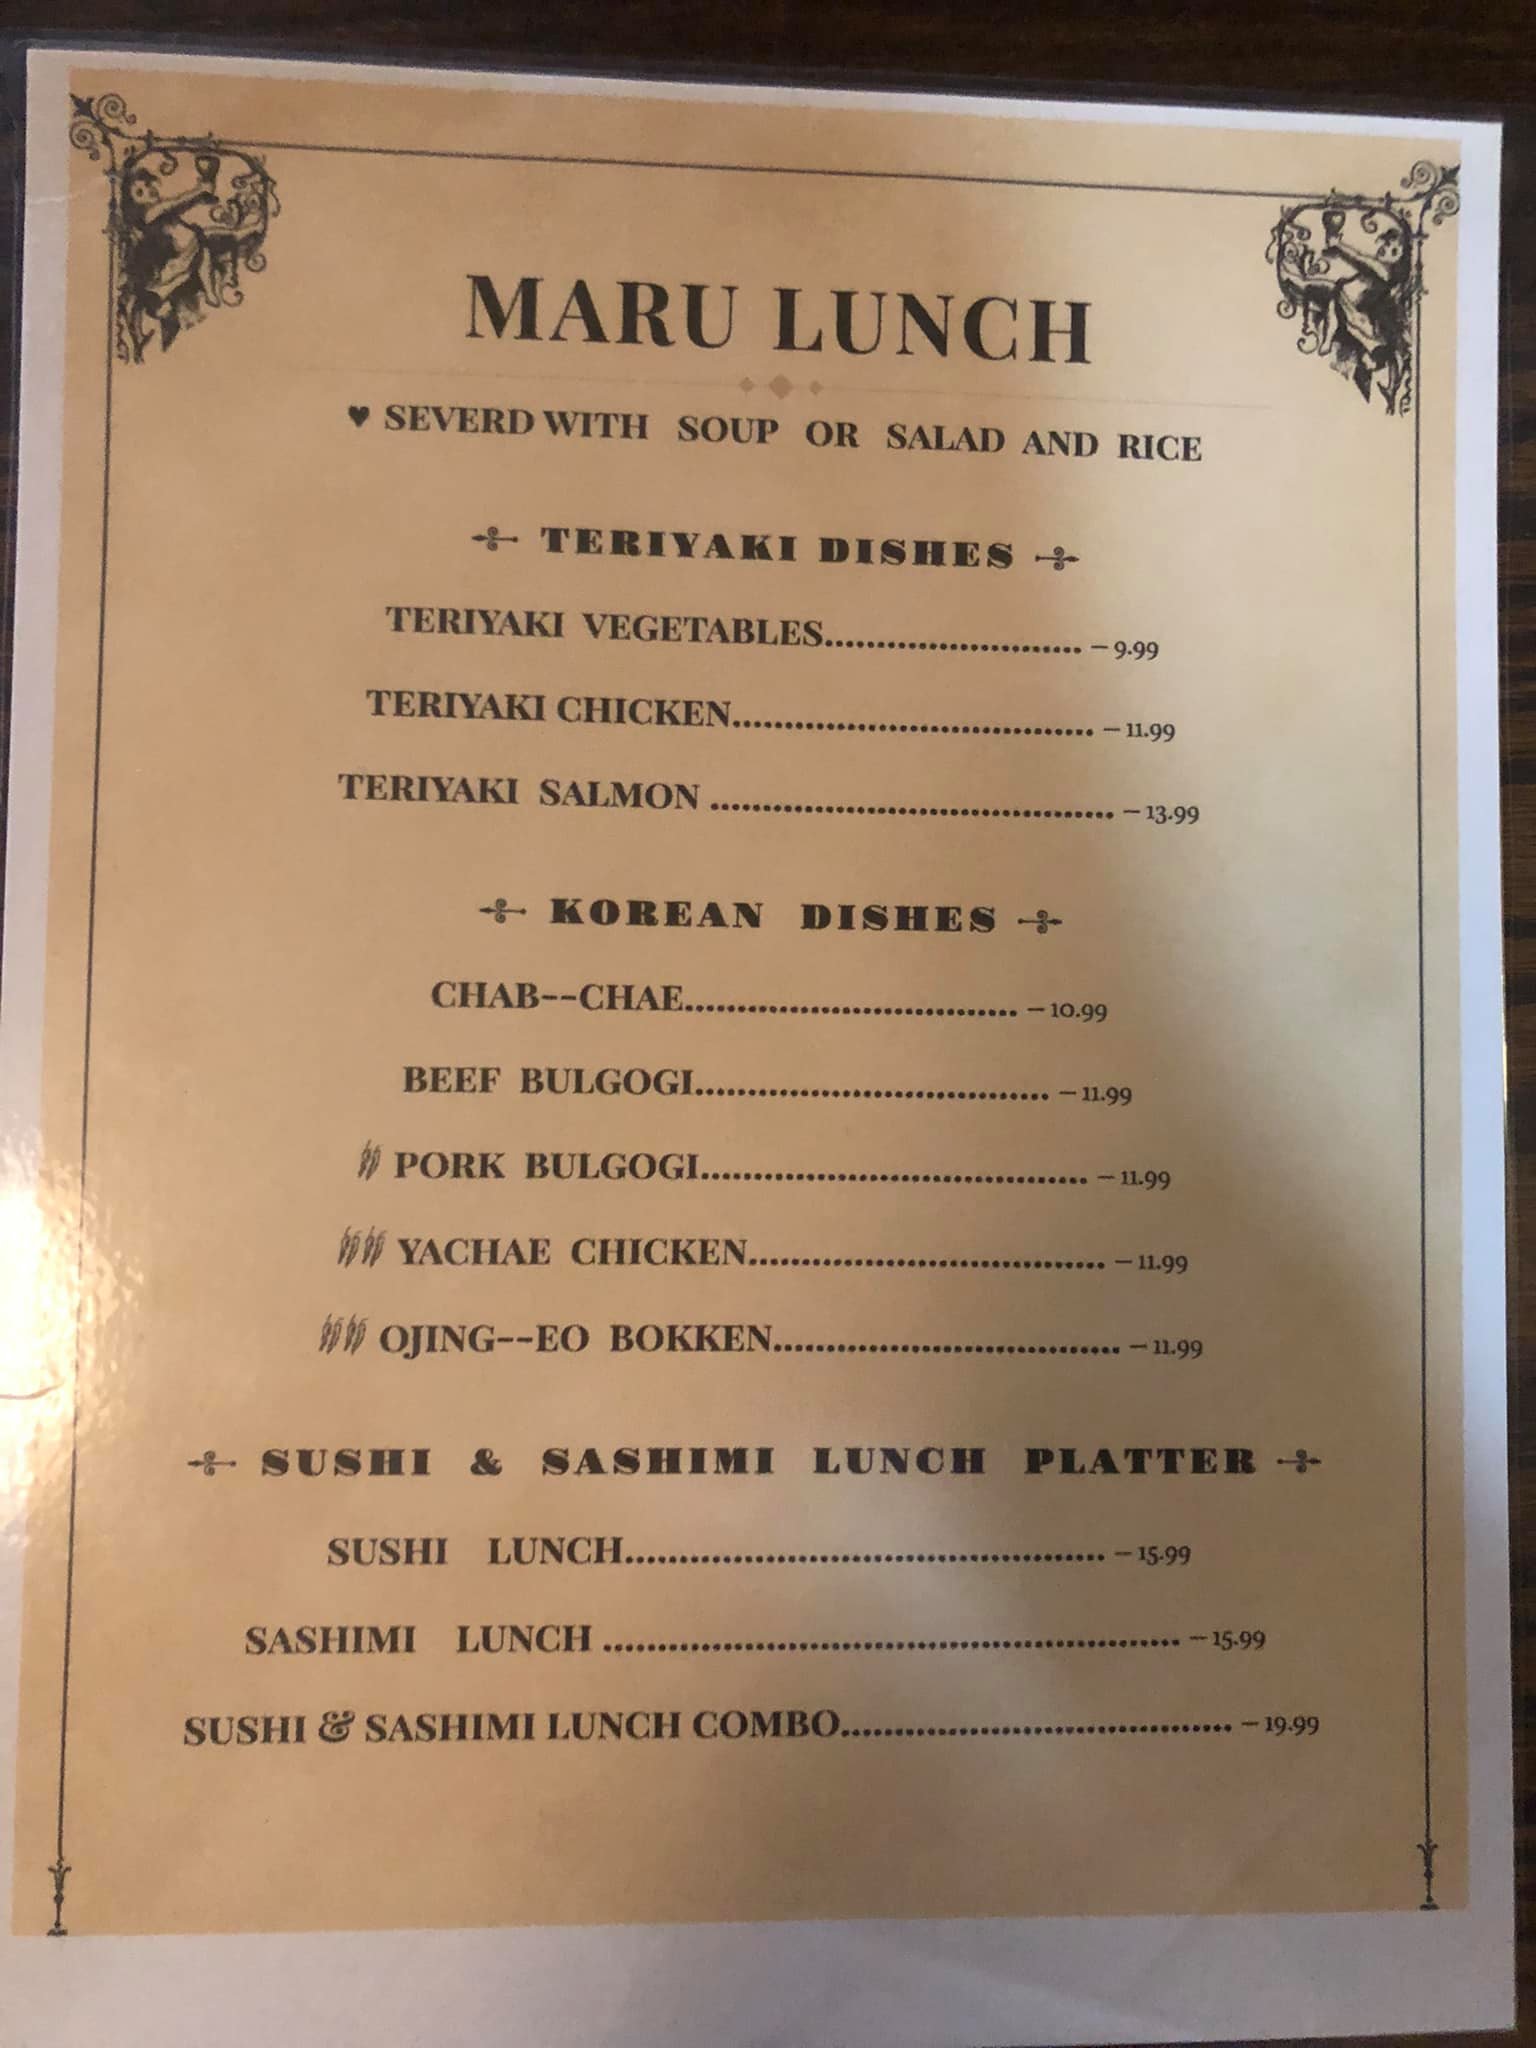 MARU LUNCH
♥ SEVERD WITH SOUP OR SALAD AND RICE
TERIYAKI DISHES
TERIYAKI VEGETABLES......................... – 9.99
TERIYAKI CHICKEN................................... – 11.99
TERIYAKI SALMON ....................................... – 13.99
KOREAN DISHES
CHAB--CHAE................................ – 10.99
BEEF BULGOGI.................................. – 11.99
PORK BULGOGI..................................... – 11.99
YACHAE CHICKEN.................................. – 11.99
OJING--EO BOKKEN................................. – 11.99
SUSHI & SASHIMI LUNCH PLATTER
SUSHI LUNCH.............................................. – 15.99
SASHIMI LUNCH ....................................................... – 15.99
SUSHI & SASHIMI LUNCH COMBO..................................... – 19.99